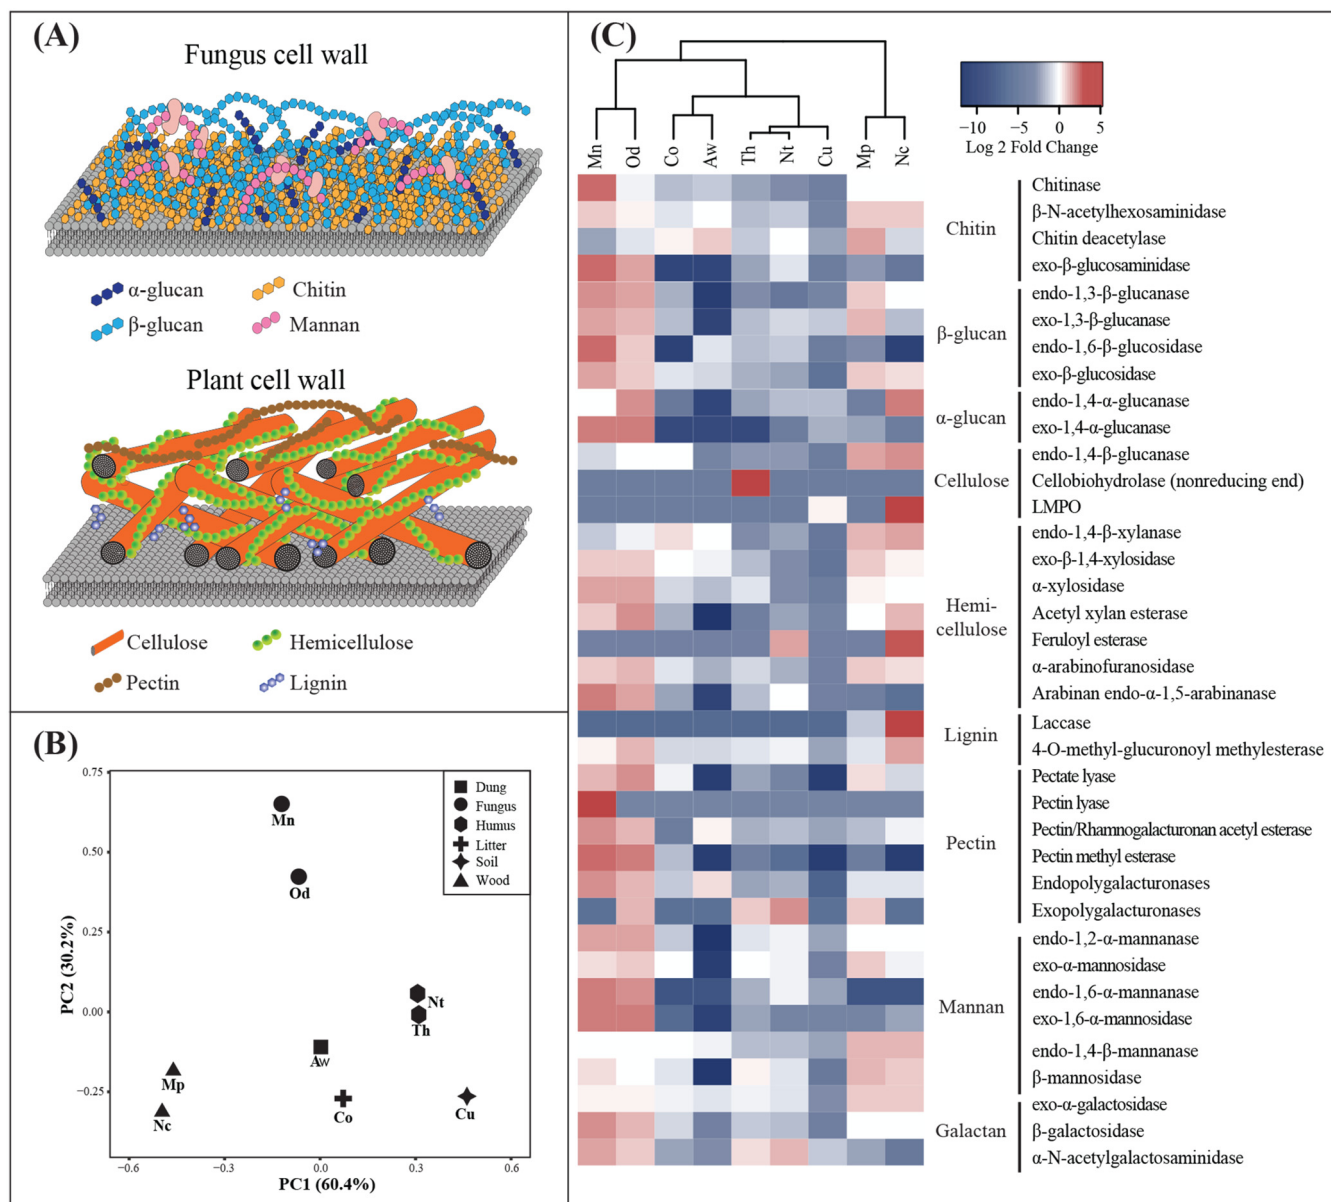 (A)
Fungus cell wall
α-glucan
Chitin
β-glucan
Mannan
Plant cell wall
Cellulose
Hemicellulose
Pectin
Lignin
(B)
0.75
0.50
0.25
0.00
−0.25
−0.6
−0.3
0.0
0.3
0.6
PC2 (30.2%)
PC1 (60.4%)
Dung
Fungus
Humus
Litter
Soil
Wood
Mn
Od
Nt
Th
Aw
Mp
Nc
Co
Cu
(C)
−10 −5 0 5
Log 2 Fold Change
Mn Od Co Aw Th Nt Cu Mp Nc
Chitin
Chitinase
β-N-acetylhexosaminidase
Chitin deacetylase
exo-β-glucosaminidase
β-glucan
endo-1,3-β-glucanase
exo-1,3-β-glucanase
endo-1,6-β-glucosidase
exo-β-glucosidase
α-glucan
endo-1,4-α-glucanase
exo-1,4-α-glucanase
Cellulose
endo-1,4-β-glucanase
Cellobiohydrolase (nonreducing end)
LMPO
Hemi-
cellulose
endo-1,4-β-xylanase
exo-β-1,4-xylosidase
α-xylosidase
Acetyl xylan esterase
Feruloyl esterase
α-arabinofuranosidase
Arabinan endo-α-1,5-arabinanase
Lignin
Laccase
4-O-methyl-glucuronoyl methylesterase
Pectin
Pectate lyase
Pectin lyase
Pectin/Rhamnogalacturonan acetyl esterase
Pectin methyl esterase
Endopolygalacturonases
Exopolygalacturonases
Mannan
endo-1,2-α-mannanase
exo-α-mannosidase
endo-1,6-α-mannanase
exo-1,6-α-mannosidase
endo-1,4-β-mannanase
β-mannosidase
Galactan
exo-α-galactosidase
β-galactosidase
α-N-acetylgalactosaminidase